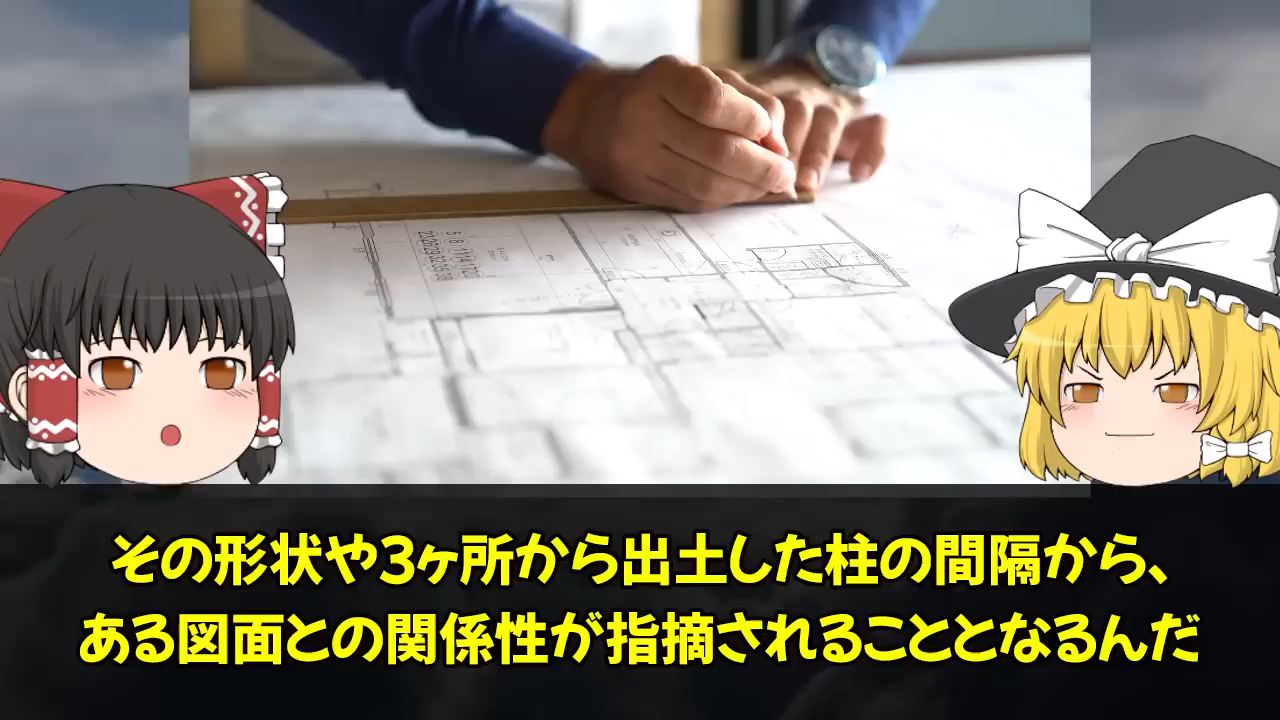 その形状や3ヶ所から出土した柱の間隔から、
ある図面との関係性が指摘されることとなるんだ